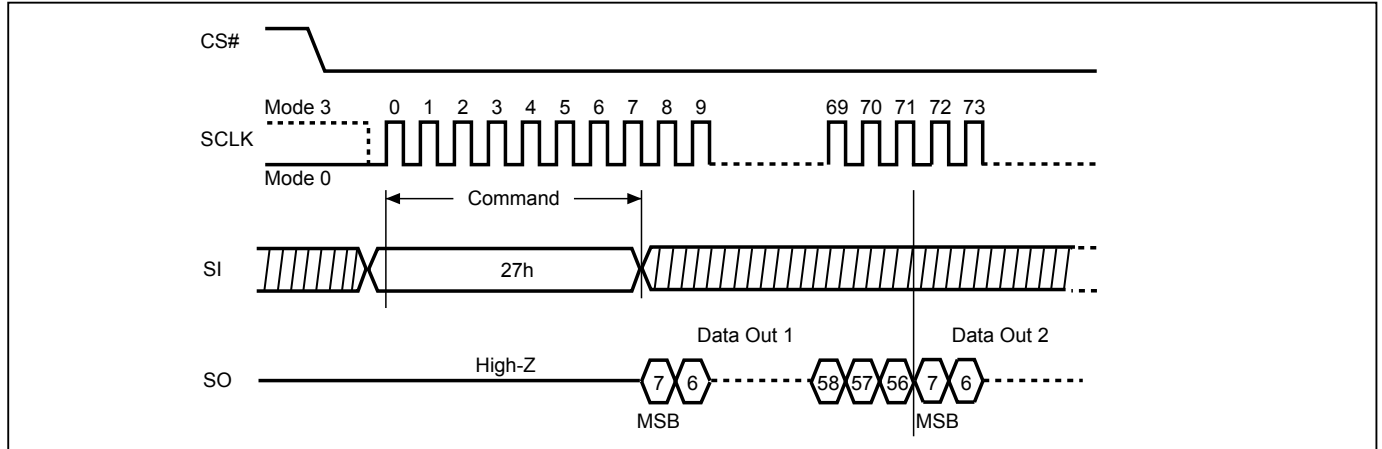 CS#
Mode 3 0 1 2 3 4 5 6 7 8 9 69 70 71 72 73
SCLK
Mode 0
Command
SI 27h
Data Out 1 Data Out 2
High-Z
SO 7 6 58 57 56 7 6
MSB MSB